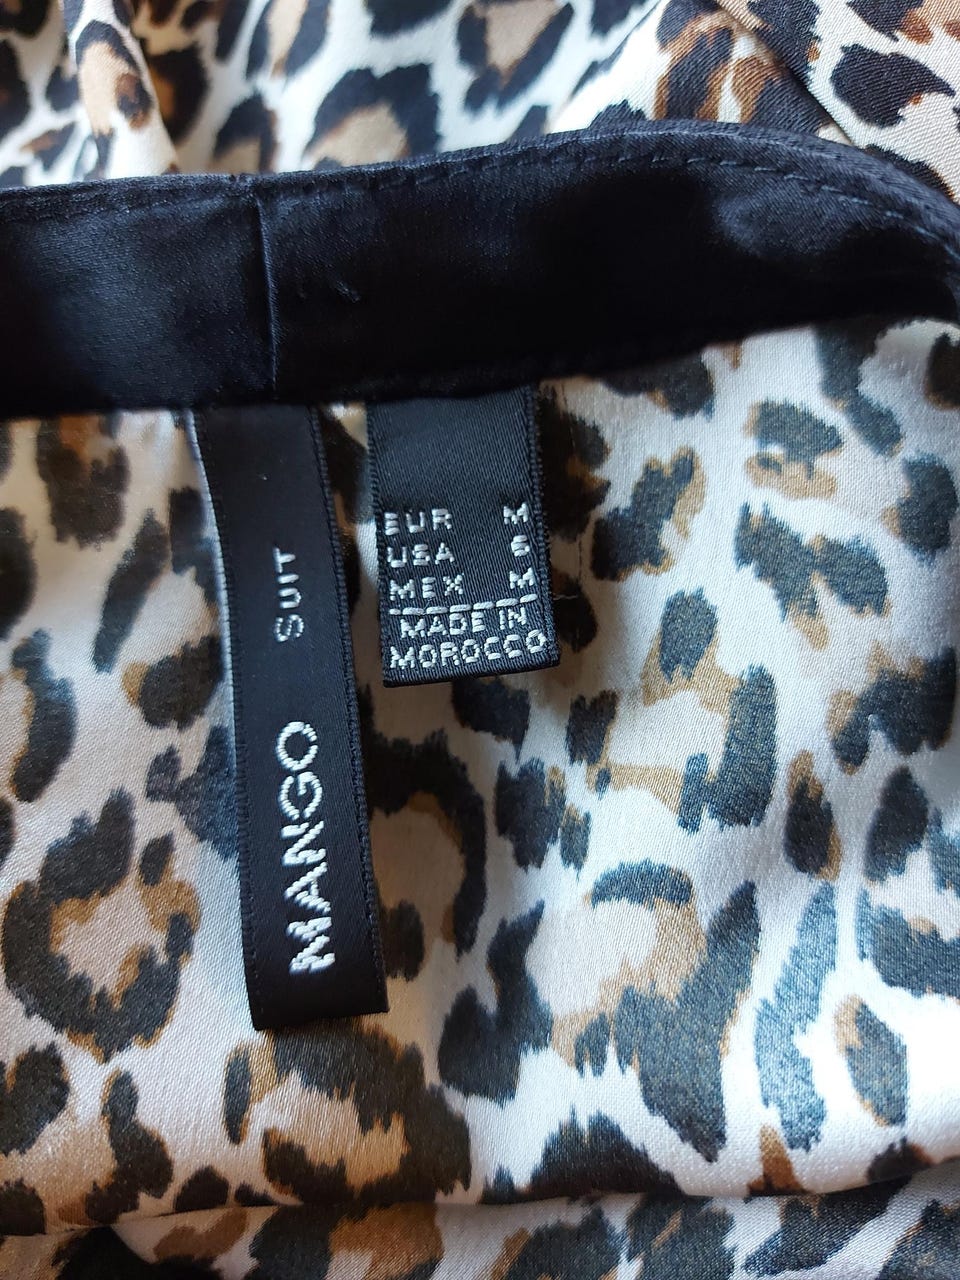 MANGO SUIT
EUR M
USA 6
MEX M
MADE IN
MOROCCO